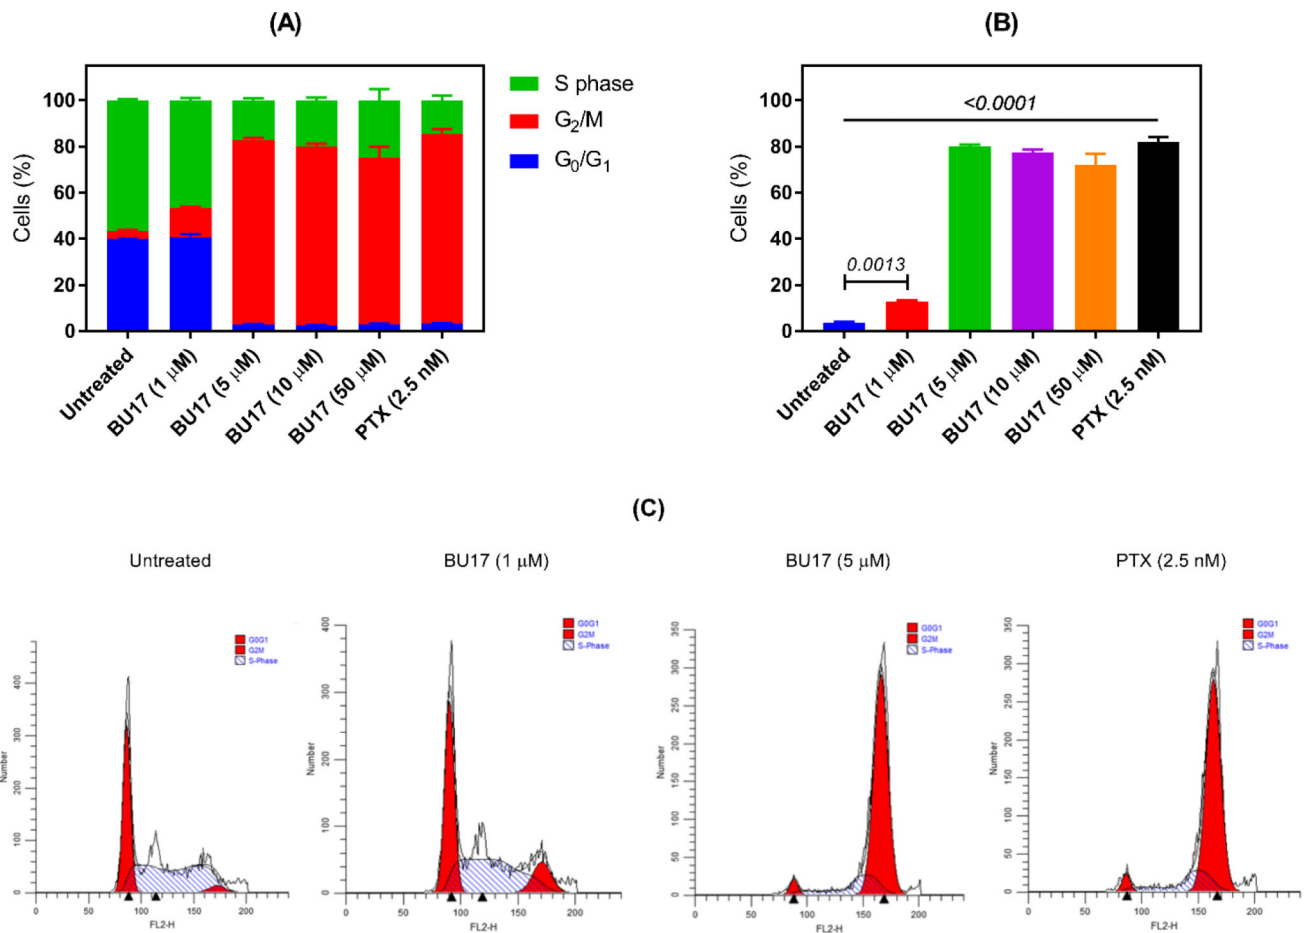 (A)
Cells (%)
100
80
60
40
20
0
Untreated
BU17 (1 μM)
BU17 (5 μM)
BU17 (10 μM)
BU17 (50 μM)
PTX (2.5 nM)
S phase
G₂/M
G₀/G₁
(B)
Cells (%)
100
80
60
40
20
0
<0.0001
0.0013
Untreated
BU17 (1 μM)
BU17 (5 μM)
BU17 (10 μM)
BU17 (50 μM)
PTX (2.5 nM)
(C)
Untreated
Number
400
300
200
100
0
0 50 100 150 200
FL2-H
G0G1
G2M
S-Phase
BU17 (1 μM)
Number
400
300
200
100
0
0 50 100 150 200
FL2-H
G0G1
G2M
S-Phase
BU17 (5 μM)
Number
350
300
250
200
150
100
50
0
0 50 100 150 200
FL2-H
G0G1
G2M
S-Phase
PTX (2.5 nM)
Number
350
300
250
200
150
100
50
0
0 50 100 150 200
FL2-H
G0G1
G2M
S-Phase